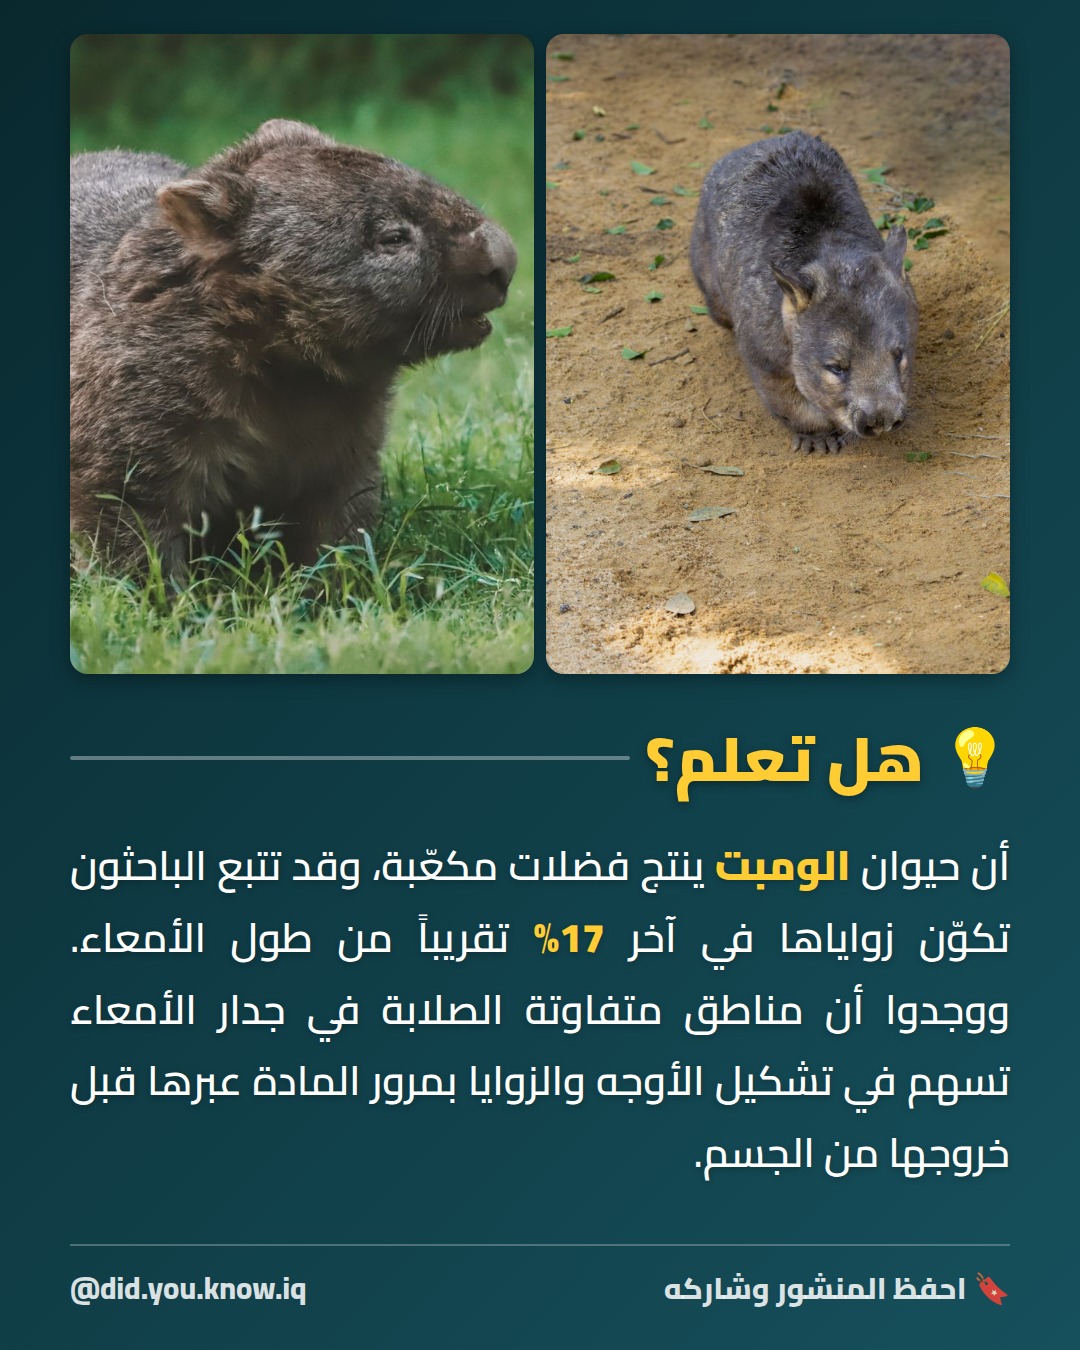 💡 هل تعلم؟
أن حيوان الومبت ينتج فضلات مكعّبة، وقد تتبع الباحثون
تكوّن زواياها في آخر 17% تقريباً من طول الأمعاء.
ووجدوا أن مناطق متفاوتة الصلابة في جدار الأمعاء
تسهم في تشكيل الأوجه والزوايا بمرور المادة عبرها قبل
خروجها من الجسم.
🔖 احفظ المنشور وشاركه
@did.you.know.iq